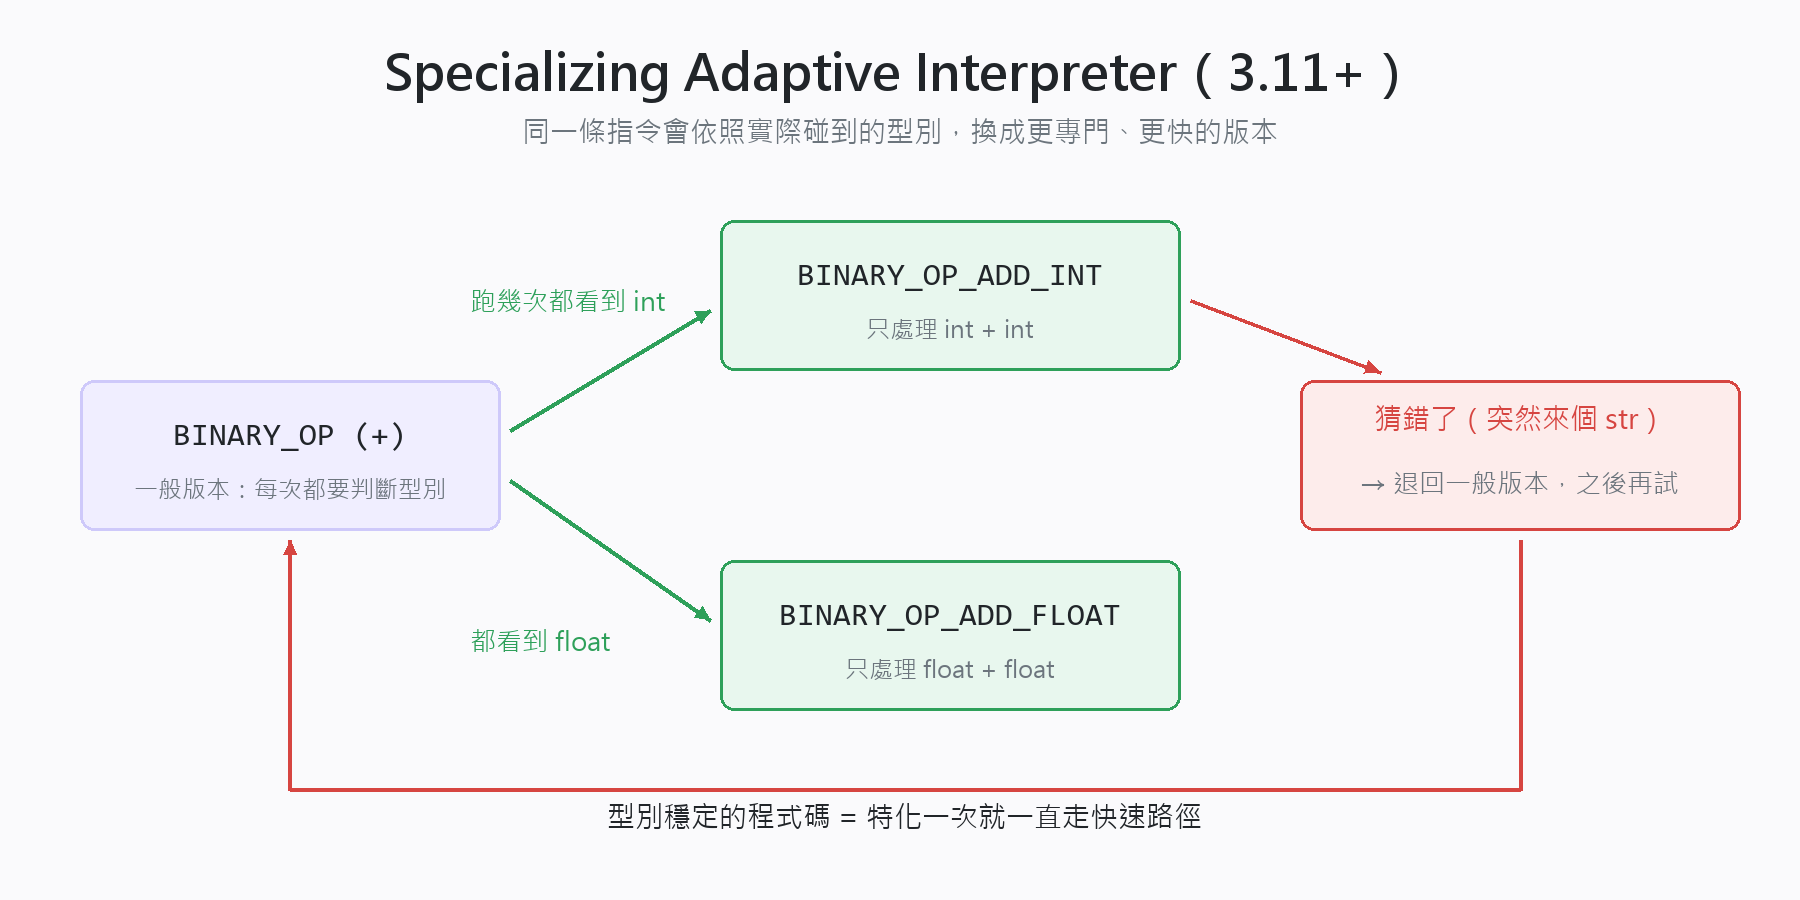 Specializing Adaptive Interpreter（3.11+）
同一條指令會依照實際碰到的型別，換成更專門、更快的版本
跑幾次都看到 int
BINARY_OP_ADD_INT
只處理 int + int
BINARY_OP (+)
一般版本：每次都要判斷型別
猜錯了（突然來個 str）
→ 退回一般版本，之後再試
都看到 float
BINARY_OP_ADD_FLOAT
只處理 float + float
型別穩定的程式碼 = 特化一次就一直走快速路徑